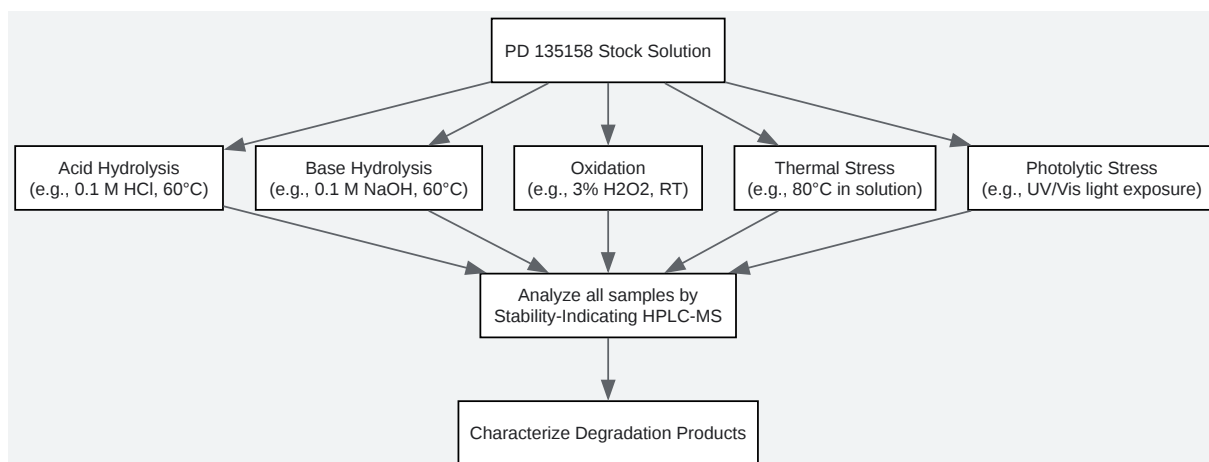 PD 135158 Stock Solution
Acid Hydrolysis
(e.g., 0.1 M HCl, 60°C)
Base Hydrolysis
(e.g., 0.1 M NaOH, 60°C)
Oxidation
(e.g., 3% H2O2, RT)
Thermal Stress
(e.g., 80°C in solution)
Photolytic Stress
(e.g., UV/Vis light exposure)
Analyze all samples by
Stability-Indicating HPLC-MS
Characterize Degradation Products